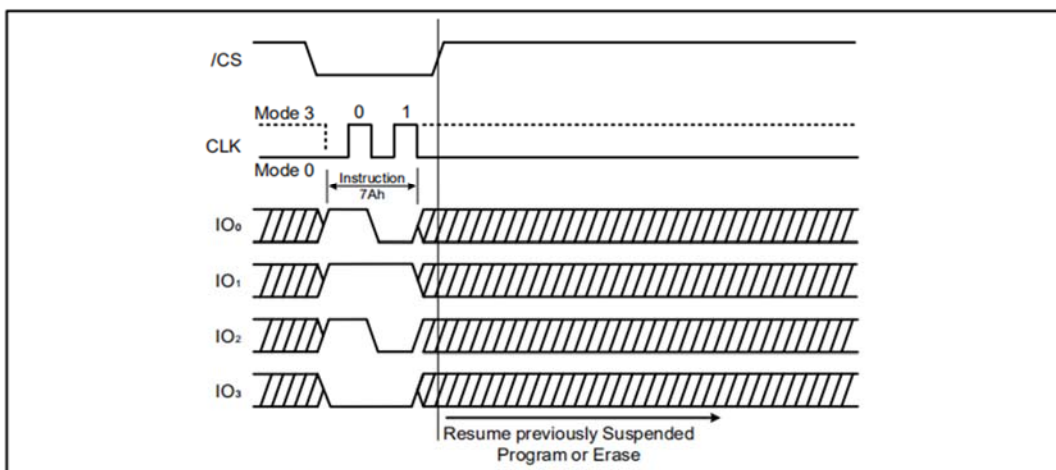 /CS
Mode 3 0 1
CLK
Mode 0
Instruction
7Ah
IO₀
IO₁
IO₂
IO₃
Resume previously Suspended
Program or Erase